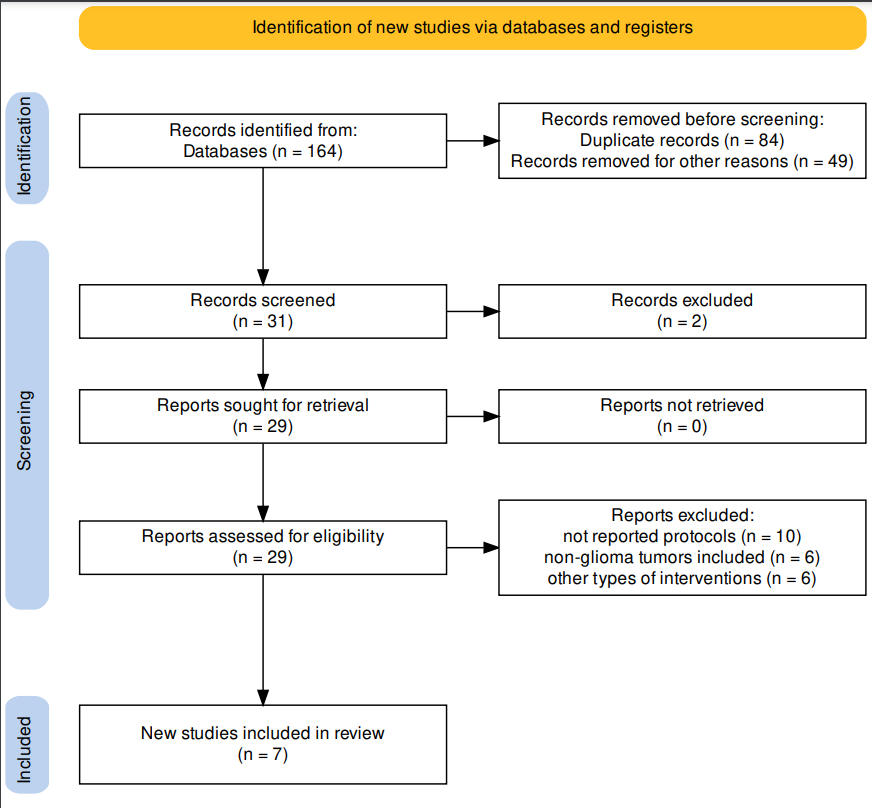 Identification of new studies via databases and registers
Identification
Records identified from:
Databases (n = 164)
Records removed before screening:
Duplicate records (n = 84)
Records removed for other reasons (n = 49)
Screening
Records screened
(n = 31)
Records excluded
(n = 2)
Reports sought for retrieval
(n = 29)
Reports not retrieved
(n = 0)
Reports assessed for eligibility
(n = 29)
Reports excluded:
not reported protocols (n = 10)
non-glioma tumors included (n = 6)
other types of interventions (n = 6)
Included
New studies included in review
(n = 7)